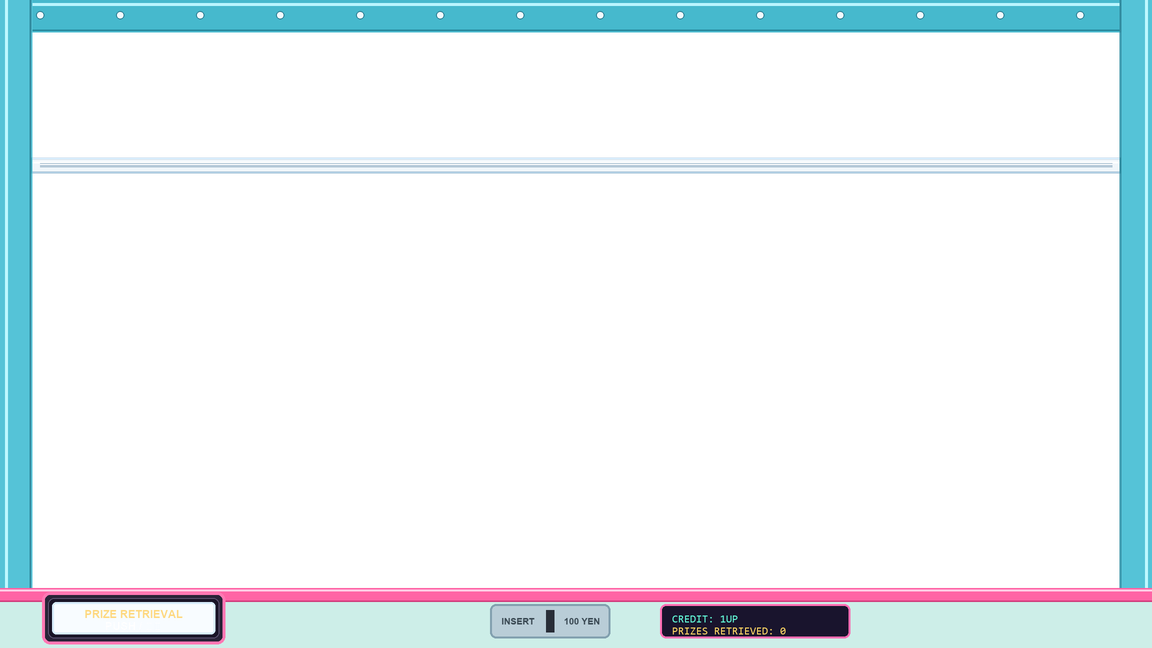 PRIZE RETRIEVAL
INSERT 100 YEN
CREDIT: 1UP
PRIZES RETRIEVED: 0